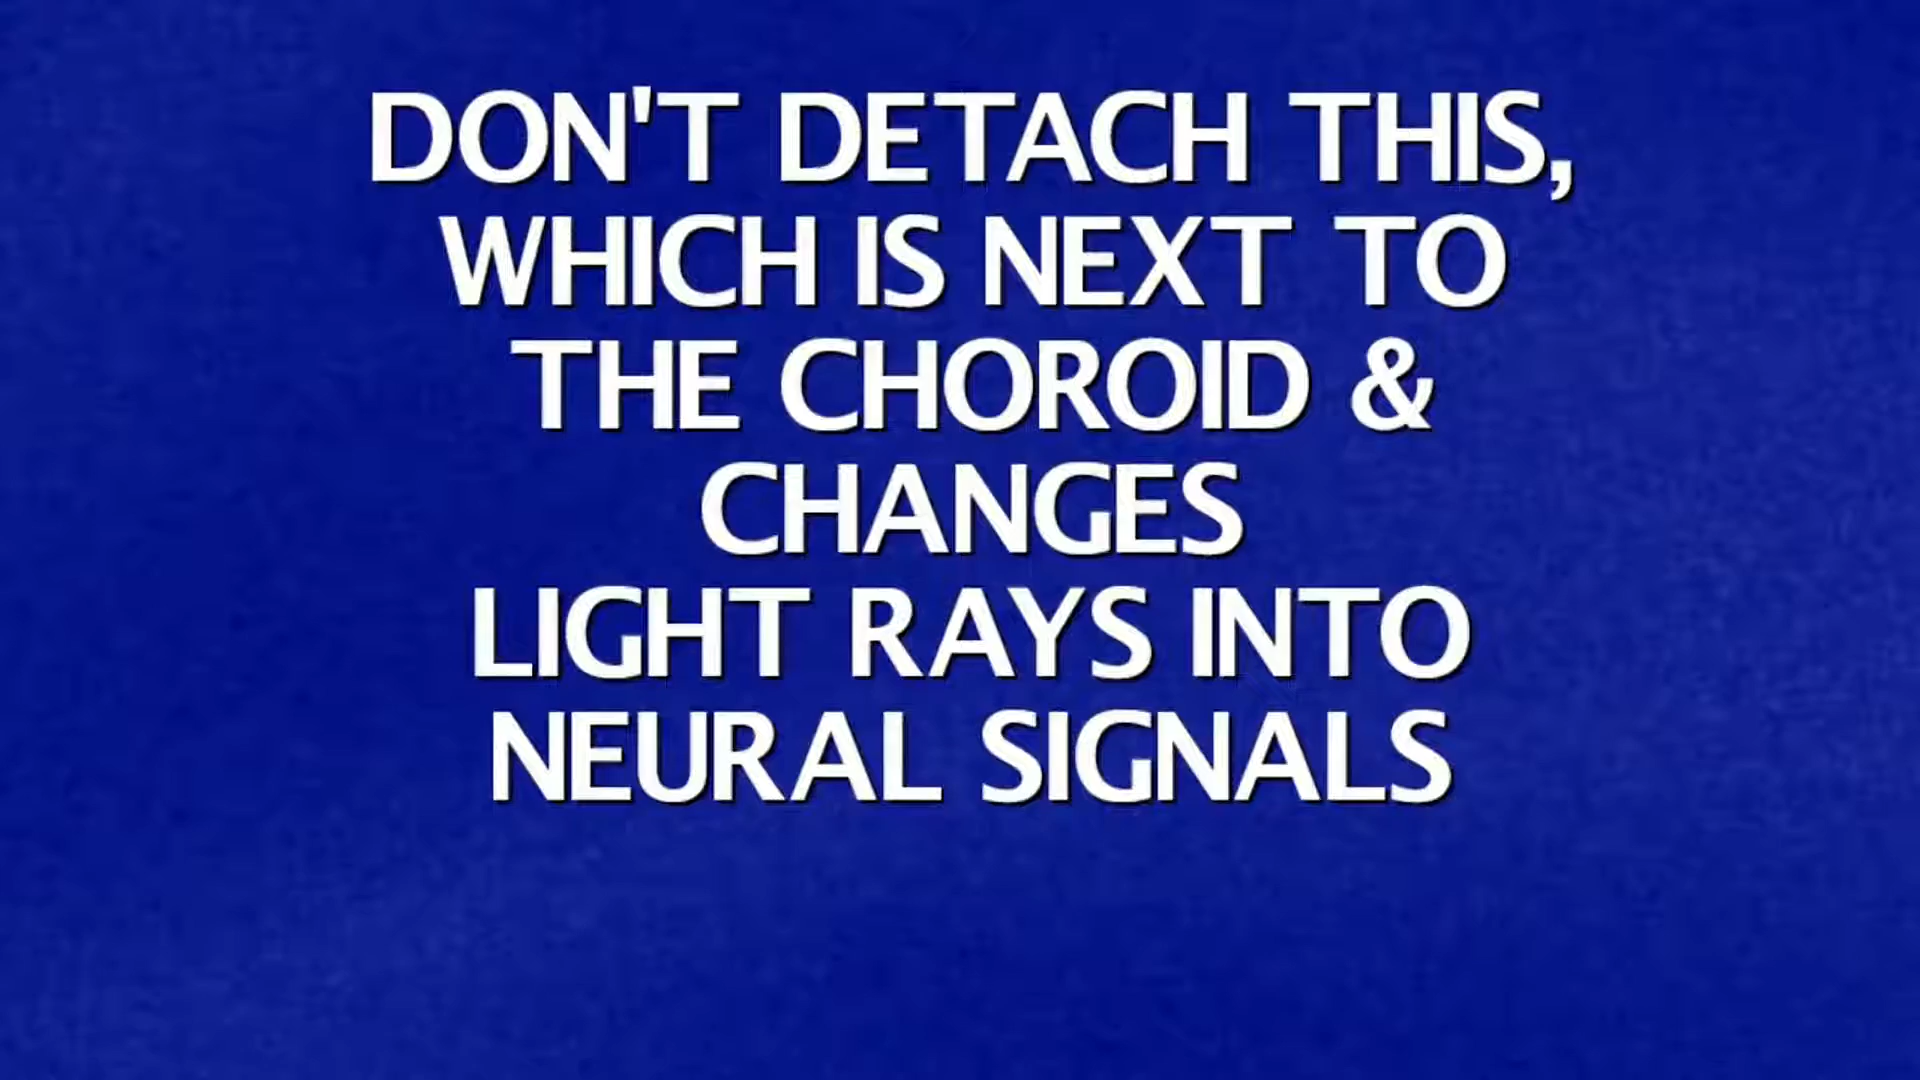 DON'T DETACH THIS,
WHICH IS NEXT TO
THE CHOROID &
CHANGES
LIGHT RAYS INTO
NEURAL SIGNALS